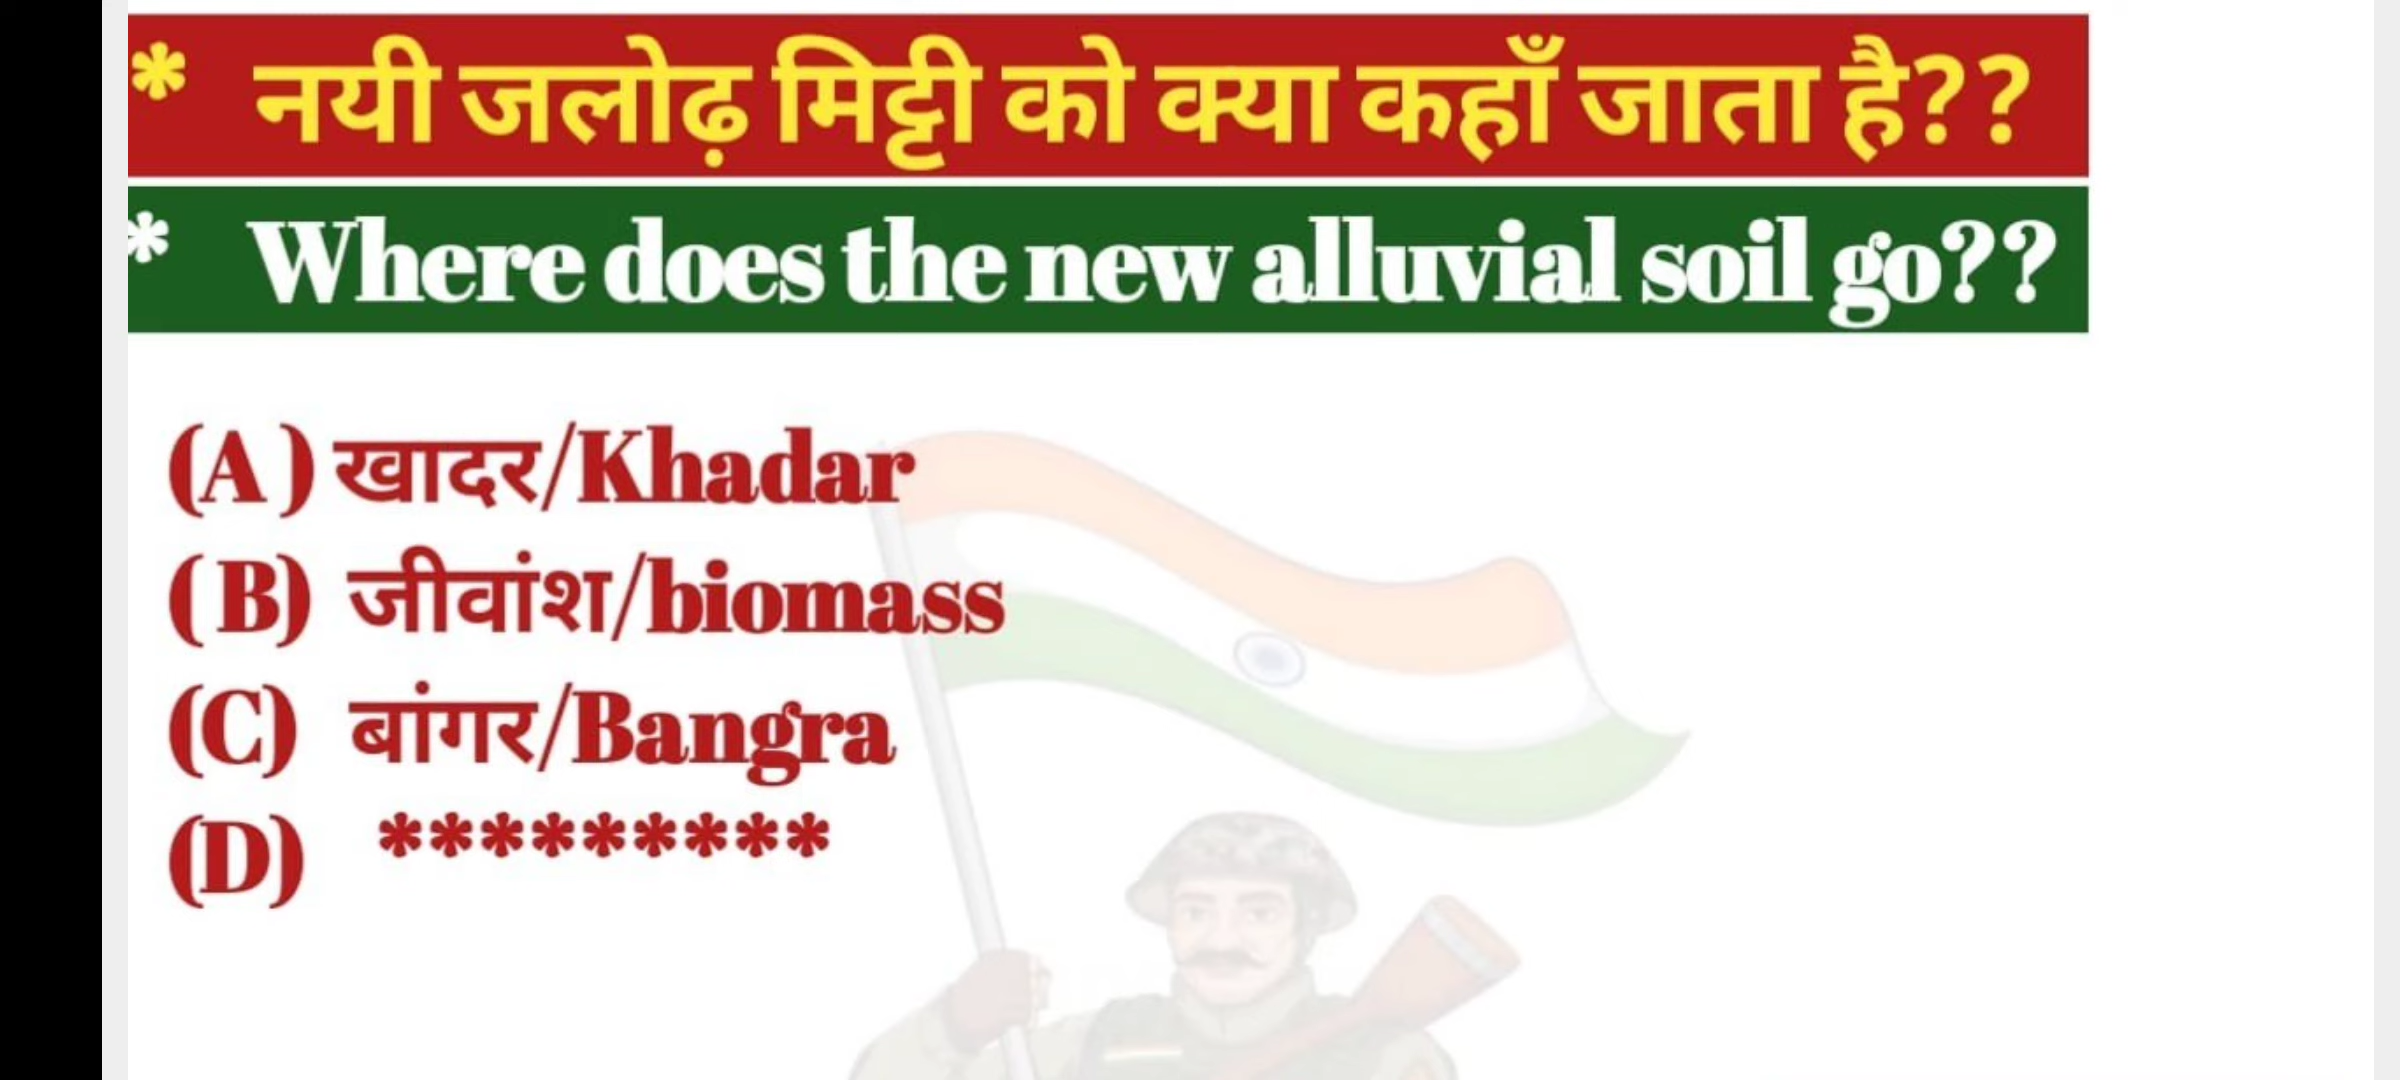 * नयी जलोढ़ मिट्टी को क्या कहाँ जाता है??
* Where does the new alluvial soil go??
(A) खादर/Khadar
(B) जीवांश/biomass
(C) बांगर/Bangra
(D) *********